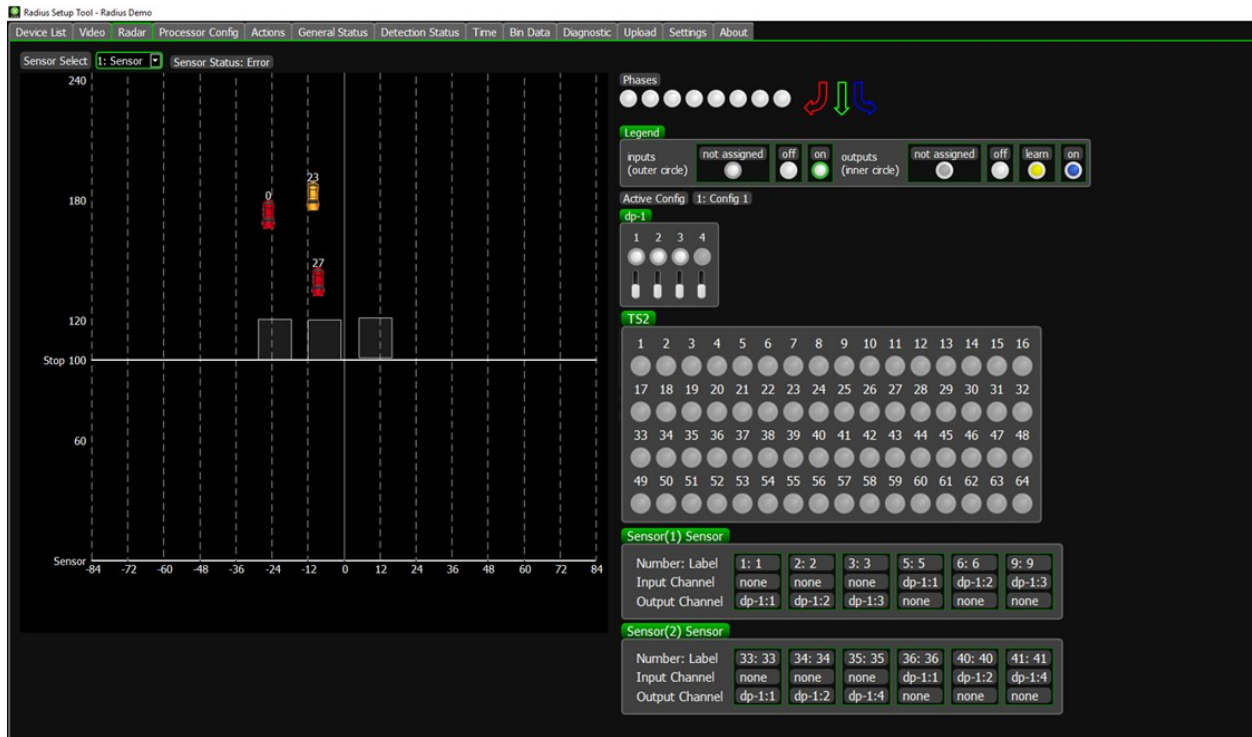 Radius Setup Tool - Radius Demo
Device List Video Radar Processor Config Actions General Status Detection Status Time Bin Data Diagnostic Upload Settings About
Sensor Select 1: Sensor Sensor Status: Error
240
180
120
Stop 100
60
Sensor
-84 -72 -60 -48 -36 -24 -12 0 12 24 36 48 60 72 84
23
0
27
Phases
Legend
inputs (outer circle) not assigned off on outputs (inner circle) not assigned off learn on
Active Config 1: Config 1
dp-1
1 2 3 4
TS2
1 2 3 4 5 6 7 8 9 10 11 12 13 14 15 16
17 18 19 20 21 22 23 24 25 26 27 28 29 30 31 32
33 34 35 36 37 38 39 40 41 42 43 44 45 46 47 48
49 50 51 52 53 54 55 56 57 58 59 60 61 62 63 64
Sensor(1) Sensor
Number: Label 1: 1 2: 2 3: 3 5: 5 6: 6 9: 9
Input Channel none none none dp-1:1 dp-1:2 dp-1:3
Output Channel dp-1:1 dp-1:2 dp-1:3 none none none
Sensor(2) Sensor
Number: Label 33: 33 34: 34 35: 35 36: 36 40: 40 41: 41
Input Channel none none none dp-1:1 dp-1:2 dp-1:4
Output Channel dp-1:1 dp-1:2 dp-1:4 none none none